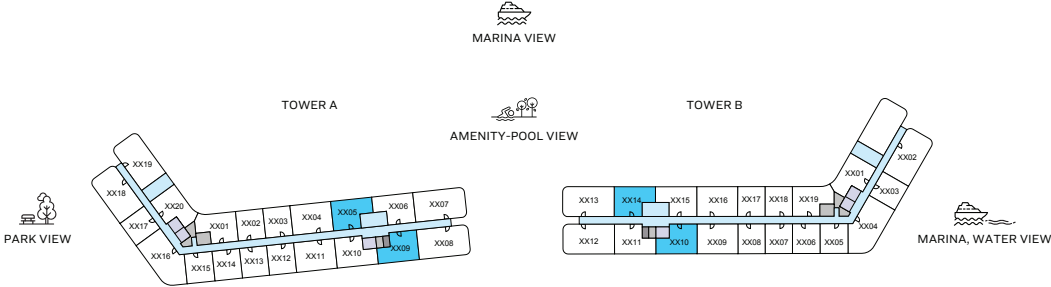 MARINA VIEW
TOWER A
TOWER B
AMENITY-POOL VIEW
PARK VIEW
MARINA, WATER VIEW
XX19
XX18
XX20
XX17
XX16
XX01
XX02
XX03
XX04
XX05
XX06
XX07
XX15
XX14
XX13
XX12
XX11
XX10
XX09
XX08
XX13
XX14
XX15
XX16
XX17
XX18
XX19
XX01
XX02
XX03
XX04
XX12
XX11
XX10
XX09
XX08
XX07
XX06
XX05